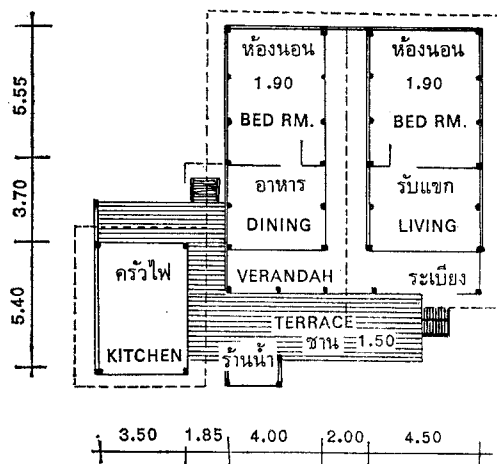 ห้องนอน ห้องนอน
1.90 1.90
BED RM. BED RM.
5.55
อาหาร รับแขก
DINING LIVING
3.70
ครัวไฟ
VERANDAH ระเบียง
5.40
TERRACE
ชาน 1.50
KITCHEN
ร้านน้ำ
3.50 1.85 4.00 2.00 4.50